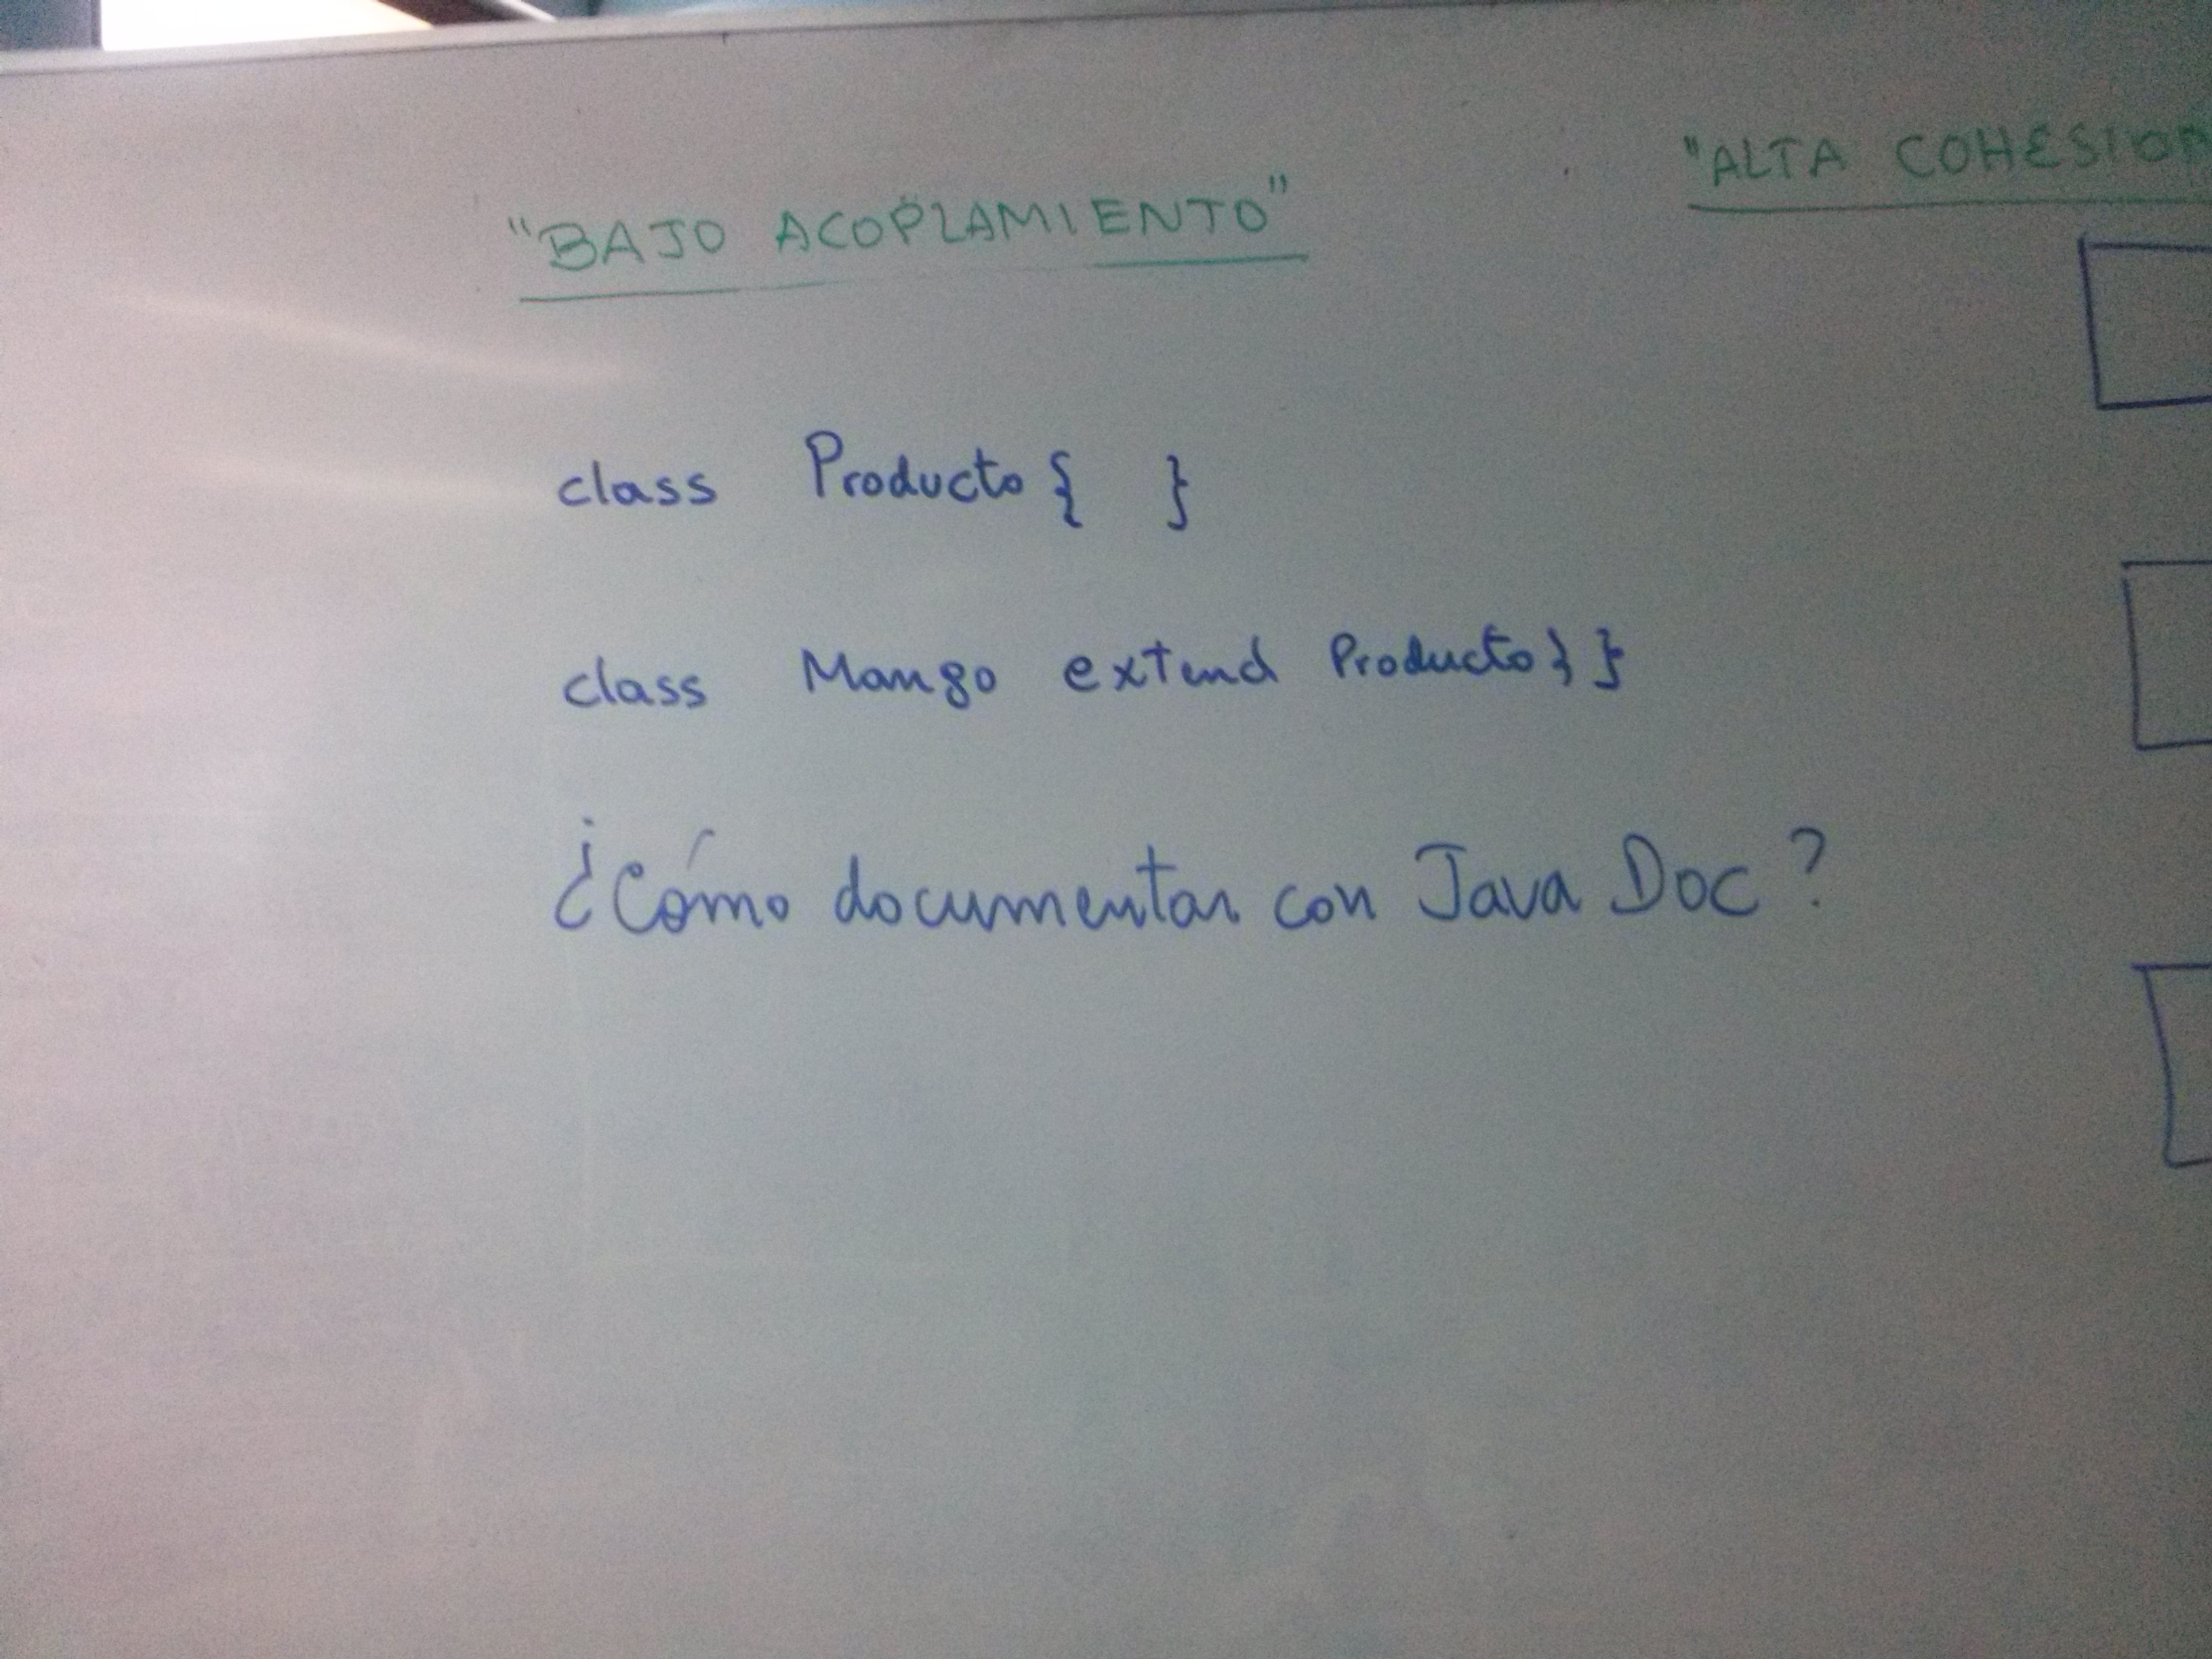 "BAJO ACOPLAMIENTO"
"ALTA COHESION
class Producto { }
class Mango extend Producto } }
¿Cómo documentar con Java Doc?